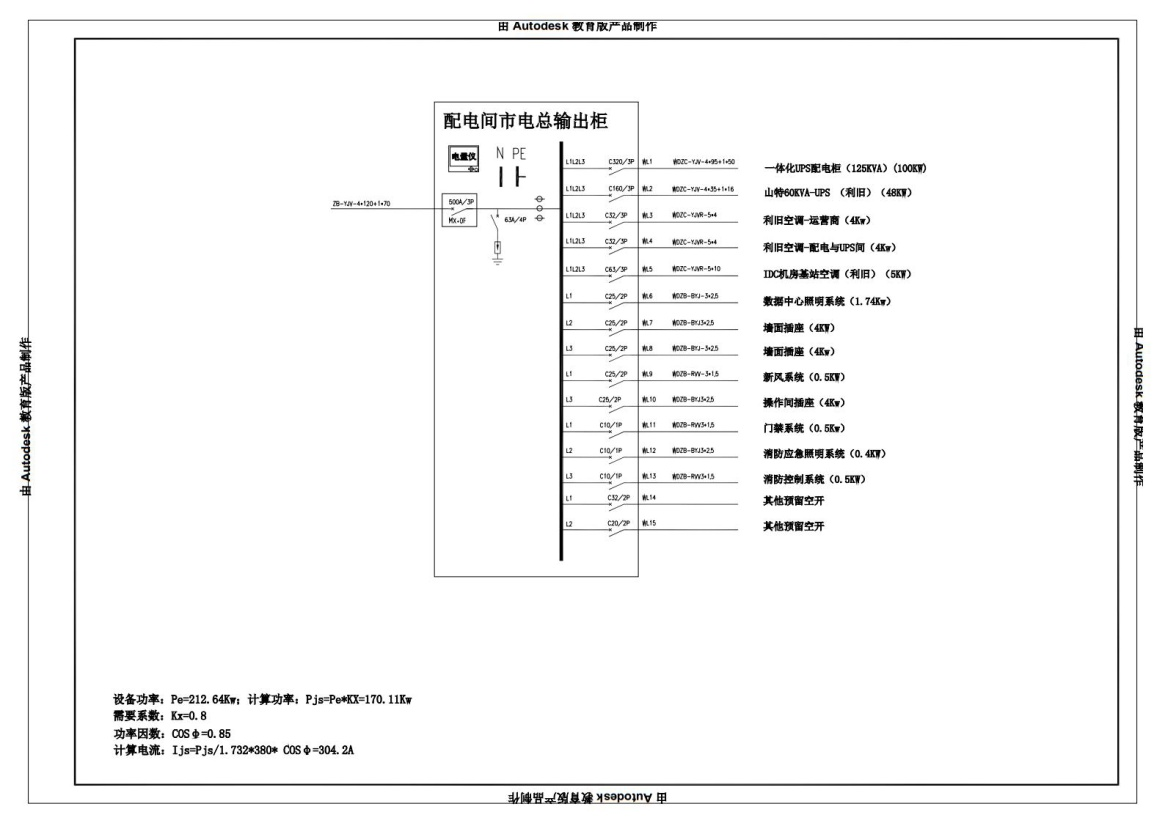 由 Autodesk 教育版产品制作
配电间市电总输出柜
电量仪
N PE
L1L2L3 C320/3P WL1 WDZC-YJV-4*95+1*50 一体化UPS配电柜（125KVA）(100KW)
L1L2L3 C160/3P WL2 WDZC-YJV-4*35+1*16 山特60KVA-UPS （利旧）（48KW）
ZB-YJV-4*120+1*70 500A/3P
MX+OF 63A/4P
L1L2L3 C32/3P WL3 WDZC-YJVR-5*4 利旧空调-运营商（4Kw）
L1L2L3 C32/3P WL4 WDZC-YJVR-5*4 利旧空调-配电与UPS间（4Kw）
L1L2L3 C63/3P WL5 WDZC-YJVR-5*10 IDC机房基站空调（利旧）（5KW）
L1 C25/2P WL6 WDZB-BYJ-3*2,5 数据中心照明系统（1.74Kw）
L2 C25/2P WL7 WDZB-BYJ3*2,5 墙面插座（4KW）
L3 C25/2P WL8 WDZB-BYJ-3*2,5 墙面插座（4Kw）
L1 C25/2P WL9 WDZB-RVV-3*1,5 新风系统（0.5KW）
L3 C25/2P WL10 WDZB-BYJ3*2,5 操作间插座（4Kw）
L1 C10/1P WL11 WDZB-RVV3*1,5 门禁系统（0.5Kw）
L2 C10/1P WL12 WDZB-BYJ3*2,5 消防应急照明系统（0.4KW）
L3 C10/1P WL13 WDZB-RVV3*1,5 消防控制系统（0.5KW）
L1 C32/2P WL14 其他预留空开
L2 C20/2P WL15 其他预留空开
设备功率：Pe=212.64Kw；计算功率：Pjs=Pe*KX=170.11Kw
需要系数：Kx=0.8
功率因数：COSφ=0.85
计算电流：Ijs=Pjs/1.732*380* COSφ=304.2A
由 Autodesk 教育版产品制作
由 Autodesk 教育版产品制作
由 Autodesk 教育版产品制作